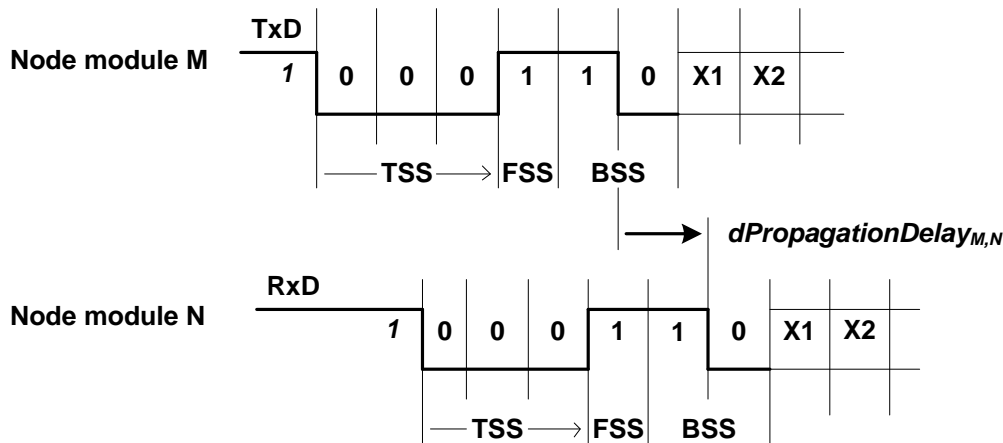 TxD
Node module M
1 0 0 0 1 1 0 X1 X2
TSS FSS BSS
dPropagationDelayM,N
RxD
Node module N
1 0 0 0 1 1 0 X1 X2
TSS FSS BSS